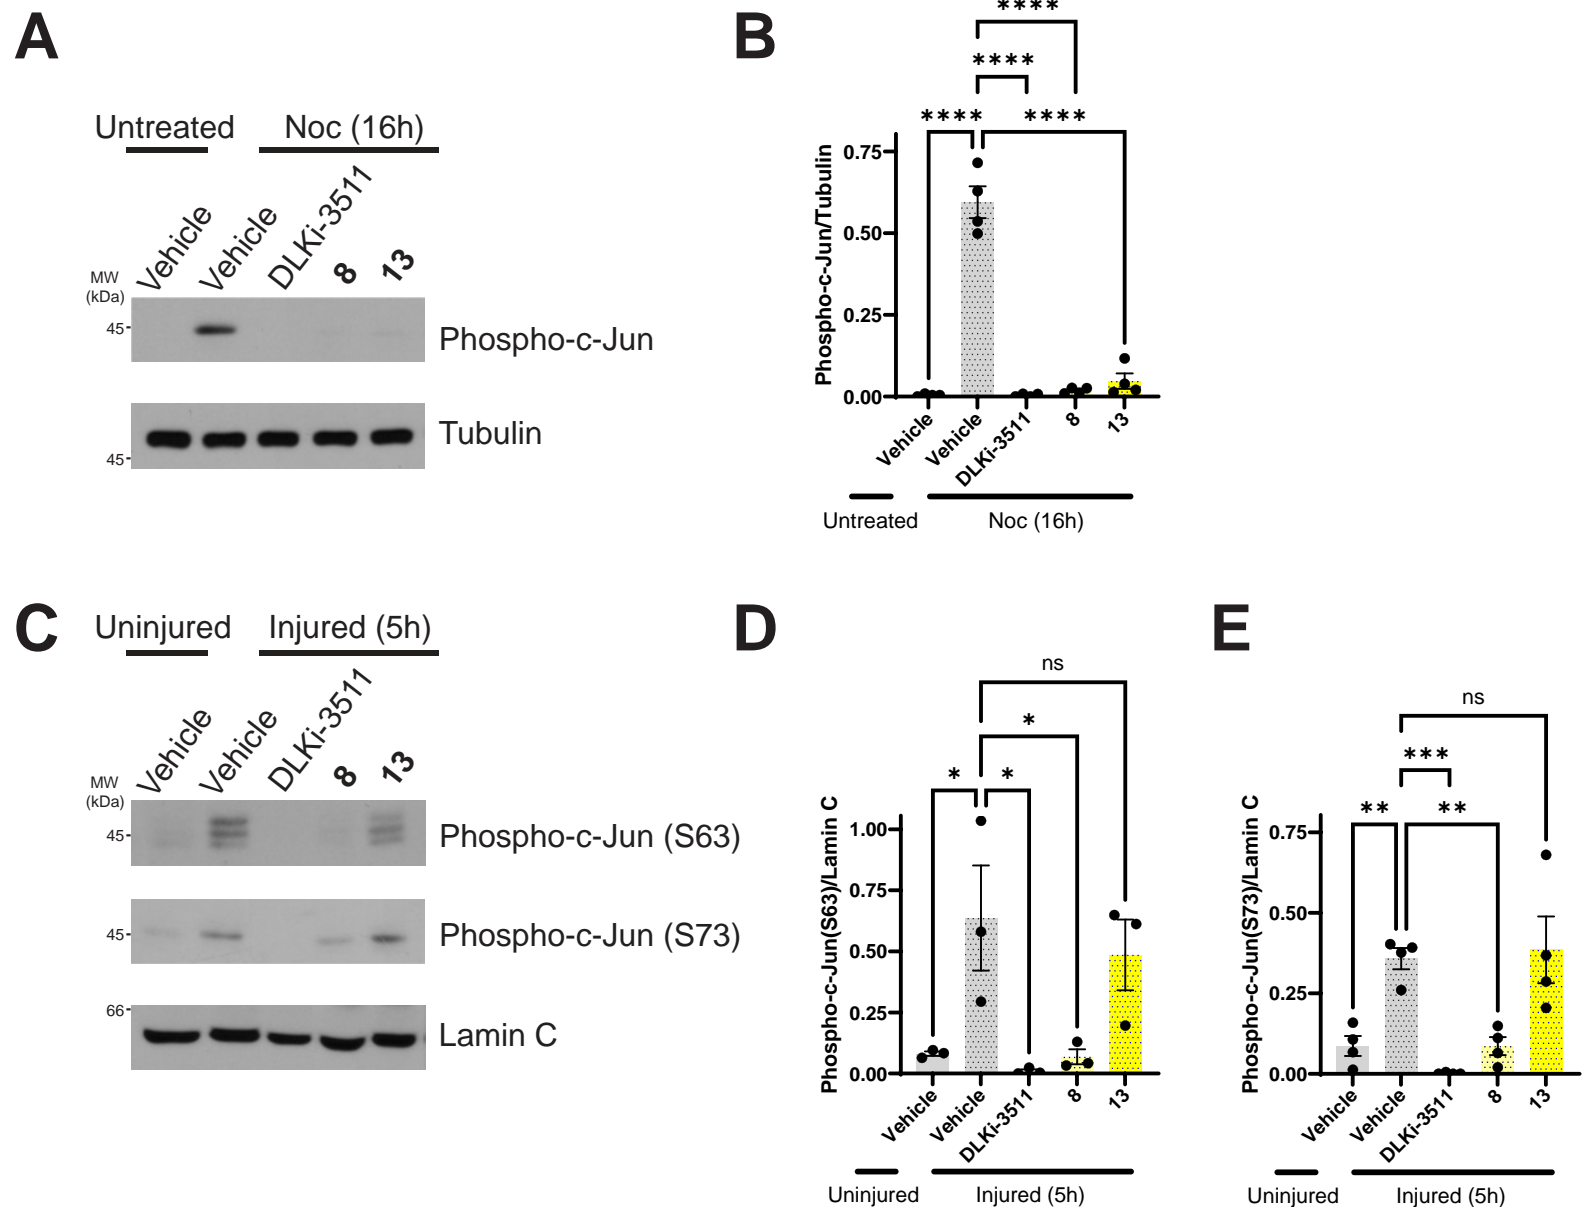 A
Untreated
Noc (16h)
Vehicle
Vehicle
DLKi-3511
8
13
MW
(kDa)
45
Phospho-c-Jun
Tubulin
45
B
****
****
****
****
Phospho-c-Jun/Tubulin
0.75
0.50
0.25
0.00
Vehicle
Vehicle
DLKi-3511
8
13
Untreated
Noc (16h)
C
Uninjured
Injured (5h)
Vehicle
Vehicle
DLKi-3511
8
13
MW
(kDa)
45
Phospho-c-Jun (S63)
45
Phospho-c-Jun (S73)
66
Lamin C
D
ns
*
*
*
Phospho-c-Jun(S63)/Lamin C
1.00
0.75
0.50
0.25
0.00
Vehicle
Vehicle
DLKi-3511
8
13
Uninjured
Injured (5h)
E
ns
***
**
**
Phospho-c-Jun(S73)/Lamin C
0.75
0.50
0.25
0.00
Vehicle
Vehicle
DLKi-3511
8
13
Uninjured
Injured (5h)